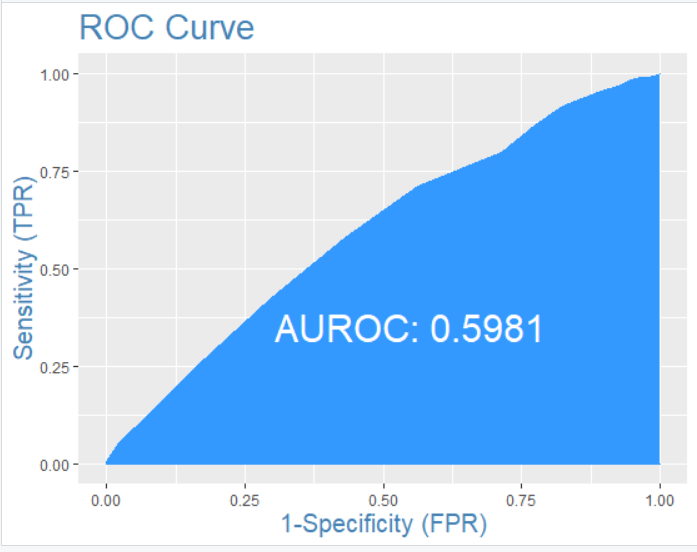 ROC Curve
1.00
0.75
0.50
0.25
0.00
Sensitivity (TPR)
AUROC: 0.5981
0.00 0.25 0.50 0.75 1.00
1-Specificity (FPR)